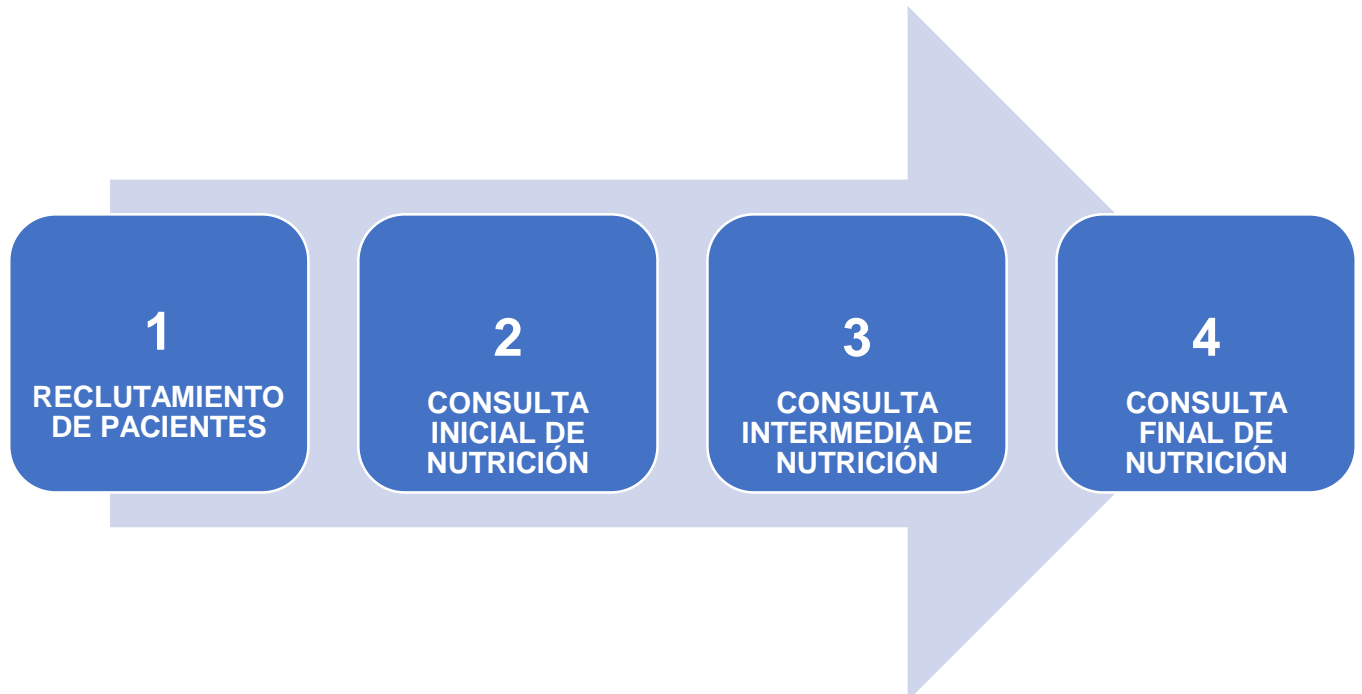 1
RECLUTAMIENTO
DE PACIENTES
2
CONSULTA
INICIAL DE
NUTRICIÓN
3
CONSULTA
INTERMEDIA DE
NUTRICIÓN
4
CONSULTA
FINAL DE
NUTRICIÓN